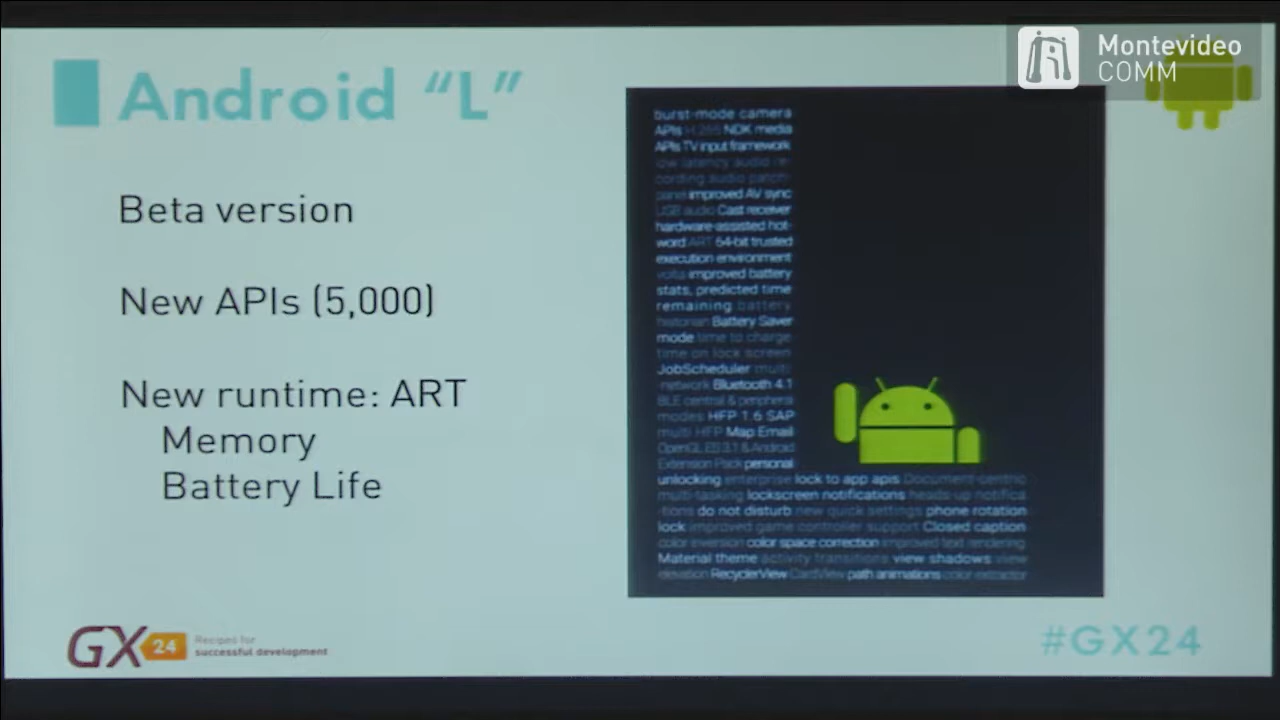 Montevideo
COMM
Android “L”
Beta version
New APIs (5,000)
New runtime: ART
Memory
Battery Life
burst-mode camera
APIs H.265 NDK media
APIs TV input framework
low latency audio re-
cording audio patch
panel improved AV sync
USB audio Cast receiver
hardware-assisted hot-
word ART 64-bit trusted
execution environment
volta improved battery
stats, predicted time
remaining battery
historian Battery Saver
mode time to charge
time on lock screen
JobScheduler multi
-network Bluetooth 4.1
BLE central & peripheral
modes HFP 1.6 SAP
multi HFP Map Email
OpenGL ES 3.1 & Android
Extension Pack personal
unlocking enterprise lock to app apis Document-centric
multi-tasking lockscreen notifications heads up notifica
-tions do not disturb new quick settings phone rotation
lock improved game controller support Closed caption
color inversion color space correction improved text rendering
Material theme activity transitions view shadows view
elevation RecyclerView CardView path animations color extractor
GX 24
Recipes for
successful development
#GX24